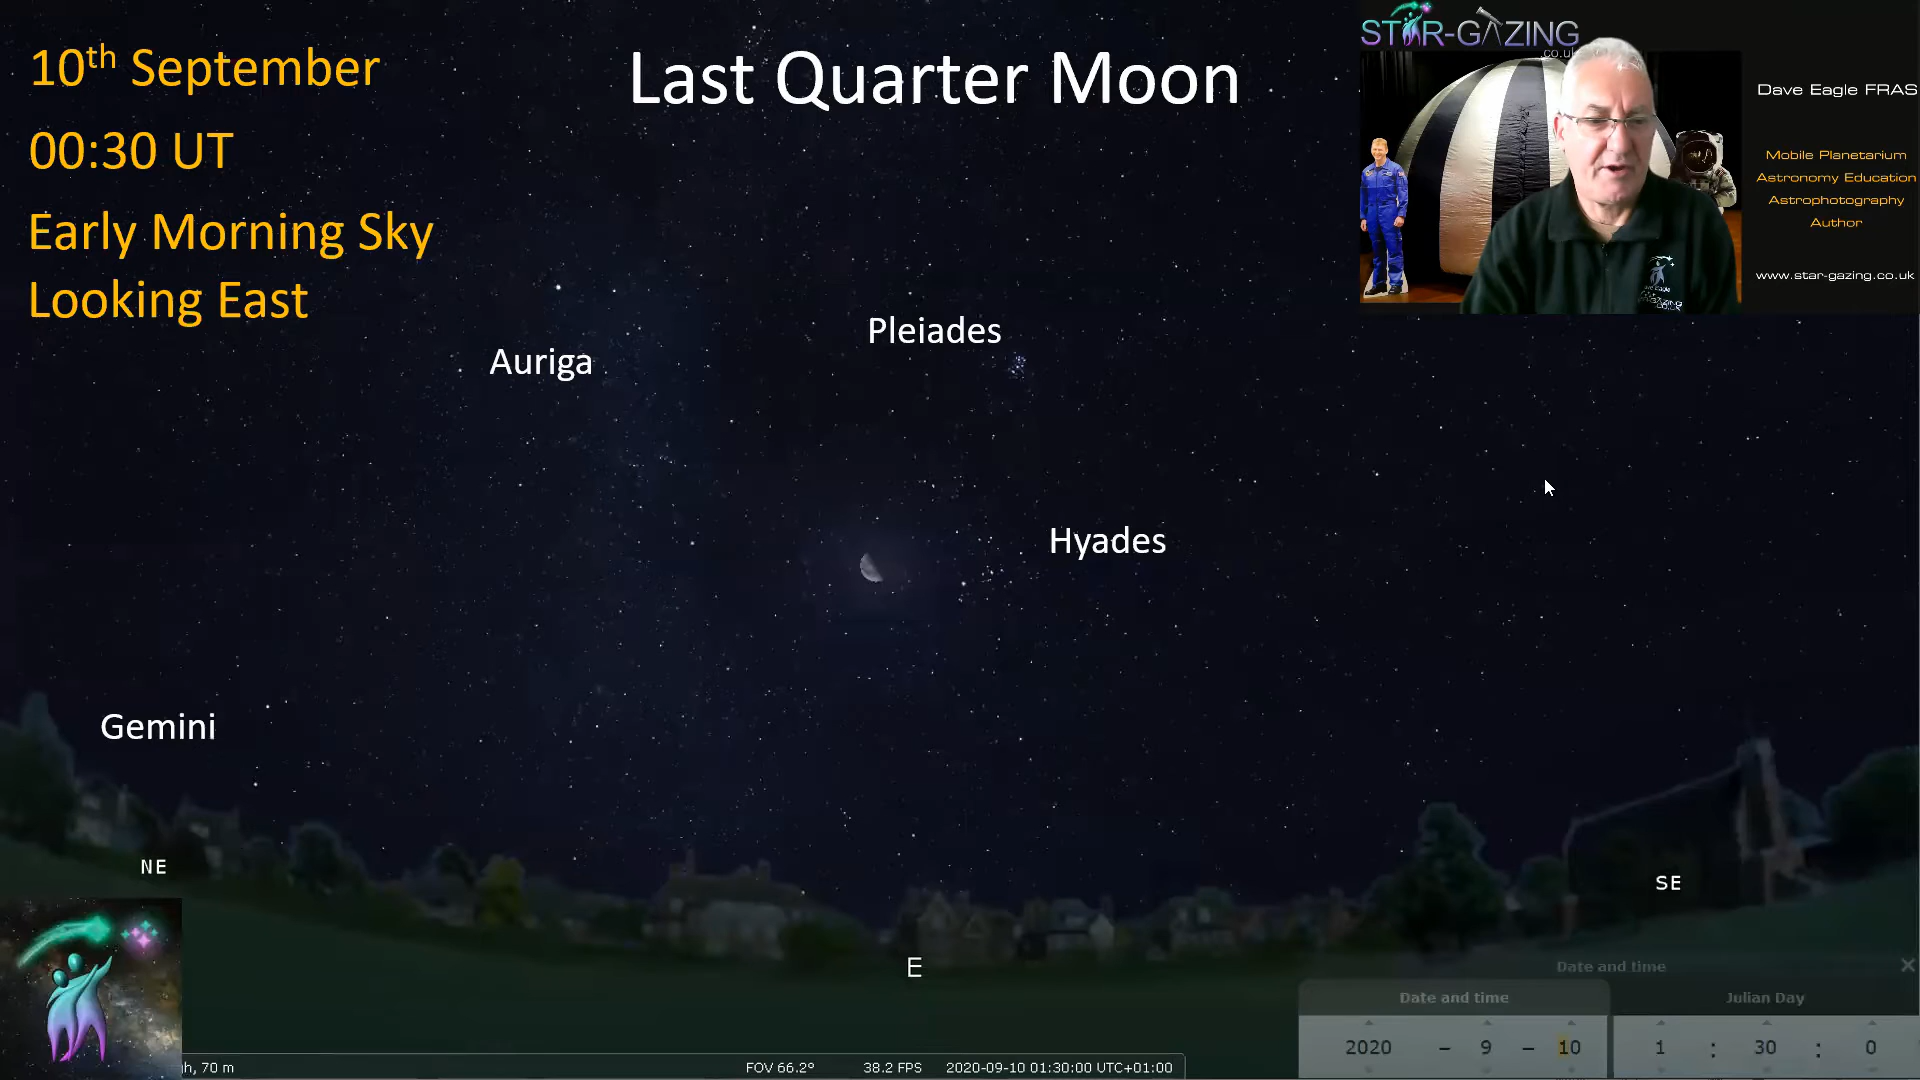 10th September
00:30 UT
Early Morning Sky
Looking East
Last Quarter Moon
STAR-GAZING
.co.uk
Dave Eagle FRAS
Mobile Planetarium
Astronomy Education
Astrophotography
Author
www.star-gazing.co.uk
Pleiades
Auriga
Hyades
Gemini
NE
SE
E
Date and time
Date and time
Julian Day
2020 – 9 – 10 1 : 30 : 0
70 m FOV 66.2° 38.2 FPS 2020-09-10 01:30:00 UTC+01:00